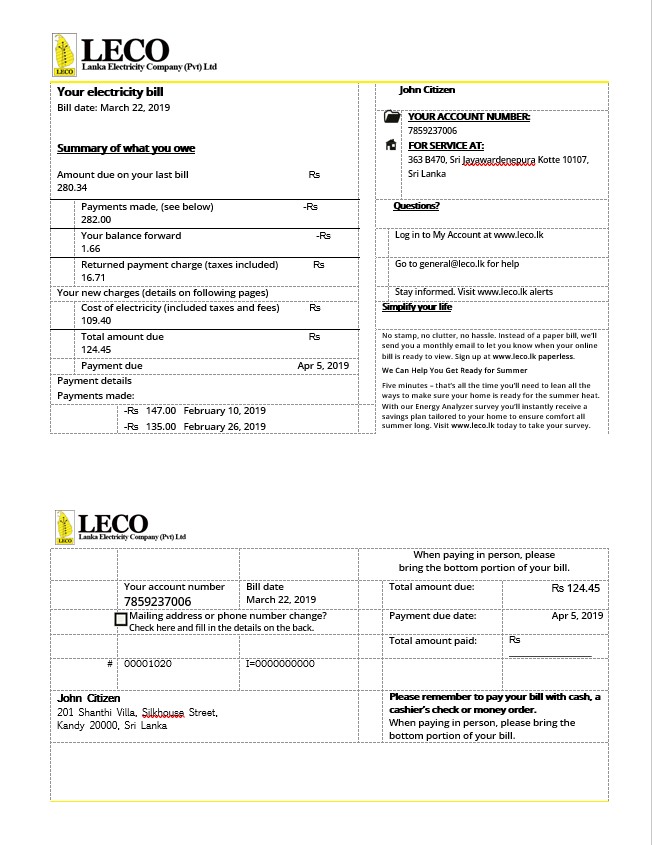 LECO
LECO
Lanka Electricity Company (Pvt) Ltd
Your electricity bill
Bill date: March 22, 2019
Summary of what you owe
Amount due on your last bill Rs
280.34
Payments made, (see below) -Rs
282.00
Your balance forward -Rs
1.66
Returned payment charge (taxes included) Rs
16.71
Your new charges (details on following pages)
Cost of electricity (included taxes and fees) Rs
109.40
Total amount due Rs
124.45
Payment due Apr 5, 2019
Payment details
Payments made:
-Rs 147.00 February 10, 2019
-Rs 135.00 February 26, 2019
John Citizen
YOUR ACCOUNT NUMBER:
7859237006
FOR SERVICE AT:
363 B470, Sri Jayawardenepura Kotte 10107,
Sri Lanka
Questions?
Log in to My Account at www.leco.lk
Go to general@leco.lk for help
Stay informed. Visit www.leco.lk alerts
Simplify your life
No stamp, no clutter, no hassle. Instead of a paper bill, we'll
send you a monthly email to let you know when your online
bill is ready to view. Sign up at www.leco.lk paperless.
We Can Help You Get Ready for Summer
Five minutes – that's all the time you'll need to lean all the
ways to make sure your home is ready for the summer heat.
With our Energy Analyzer survey you'll instantly receive a
savings plan tailored to your home to ensure comfort all
summer long. Visit www.leco.lk today to take your survey.
LECO
LECO
Lanka Electricity Company (Pvt) Ltd
When paying in person, please
bring the bottom portion of your bill.
Your account number
7859237006
Bill date
March 22, 2019
Total amount due: Rs 124.45
Mailing address or phone number change?
Check here and fill in the details on the back.
Payment due date: Apr 5, 2019
Total amount paid: Rs
# 00001020 I=0000000000
John Citizen
201 Shanthi Villa, Silkhouse Street,
Kandy 20000, Sri Lanka
Please remember to pay your bill with cash, a
cashier's check or money order.
When paying in person, please bring the
bottom portion of your bill.